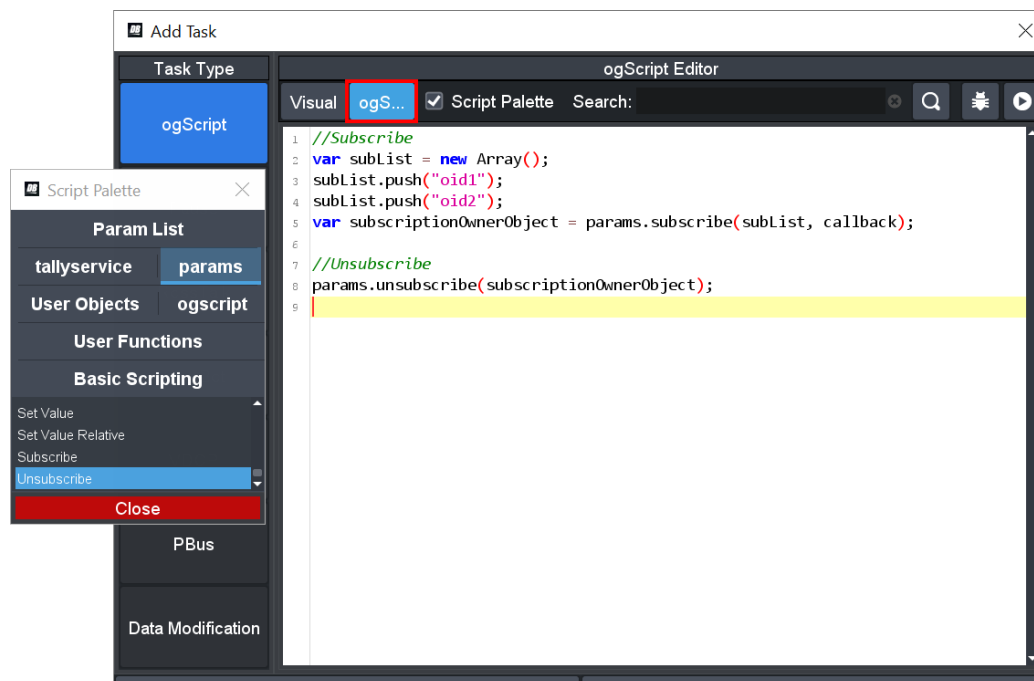 Add Task
Task Type
ogScript Editor
ogScript
Visual ogS... Script Palette Search:
1 //Subscribe
2 var subList = new Array();
3 subList.push("oid1");
4 subList.push("oid2");
5 var subscriptionOwnerObject = params.subscribe(subList, callback);
6
7 //Unsubscribe
8 params.unsubscribe(subscriptionOwnerObject);
9
DB Script Palette
Param List
tallyservice params
User Objects ogscript
User Functions
Basic Scripting
Set Value
Set Value Relative
Subscribe
Unsubscribe
Close
PBus
Data Modification